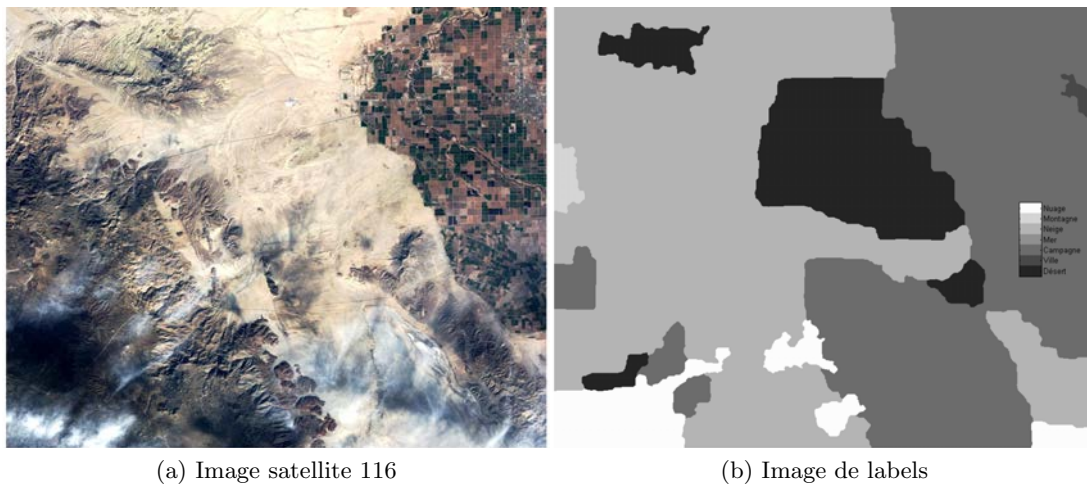 Nuage
Montagne
Neige
Mer
Campagne
Ville
Désert
(a) Image satellite 116
(b) Image de labels